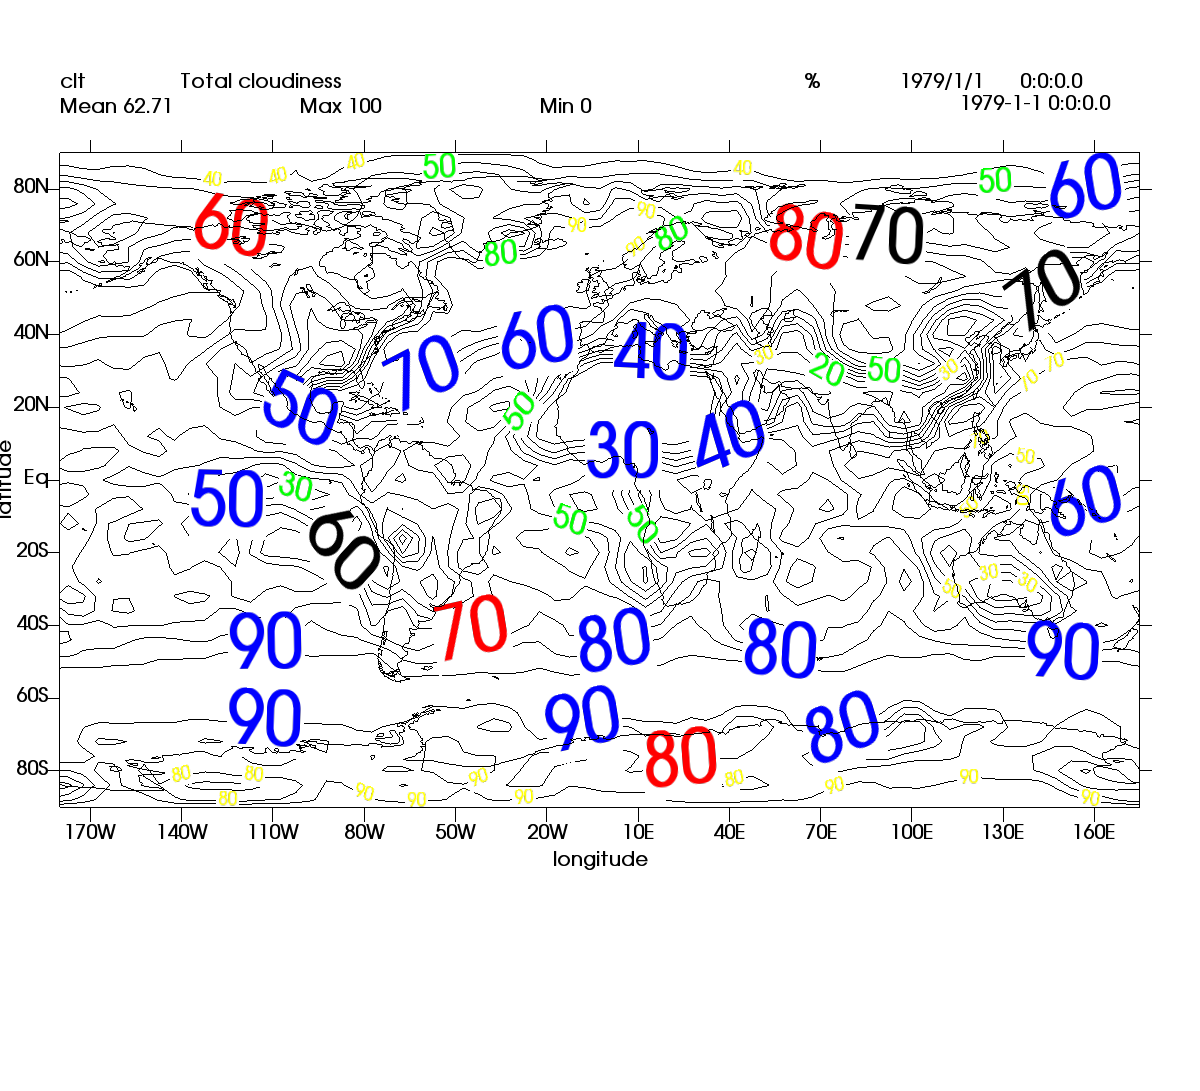 clt Total cloudiness % 1979/1/1 0:0:0.0
Mean 62.71 Max 100 Min 0 1979-1-1 0:0:0.0
40 40 40 50 40 50 60
80N
60 90 90 80 80 90 80 70
60N
70
60 40
40N
70 30 20 50 30 70 70
50 50 40
20N
30 10 50
Eq
50 30 60
60 50 50
20S
30 30 50
70
40S
90 80 80 90
60S
90 90 80
80
80S
80 80 90 80 90 90
80 90 90 90 90
170W 140W 110W 80W 50W 20W 10E 40E 70E 100E 130E 160E
longitude
latitude